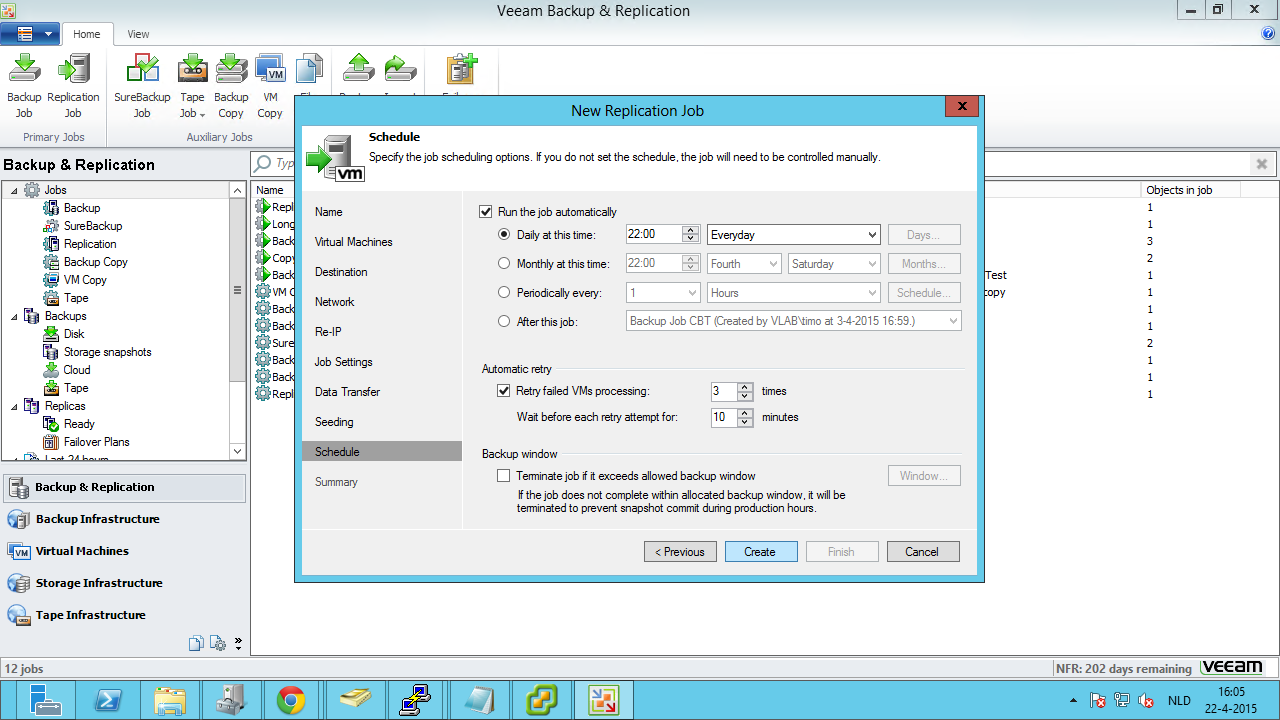 Veeam Backup & Replication
Home View
Backup Job
Replication Job
SureBackup Job
Tape Job
Backup Copy
VM Copy
Primary Jobs
Auxiliary Jobs
Backup & Replication
Jobs
Backup
SureBackup
Replication
Backup Copy
VM Copy
Tape
Backups
Disk
Storage snapshots
Cloud
Tape
Replicas
Ready
Failover Plans
Last 24 hours
Backup & Replication
Backup Infrastructure
Virtual Machines
Storage Infrastructure
Tape Infrastructure
Name
Objects in job
Repl 1
Long 1
Back 3
Copy 2
Back Test 1
VM C copy 1
Back 1
Back 1
Sure 2
Back 1
Back 1
Repl 1
New Replication Job
vm
Schedule
Specify the job scheduling options. If you do not set the schedule, the job will need to be controlled manually.
Name
Virtual Machines
Destination
Network
Re-IP
Job Settings
Data Transfer
Seeding
Schedule
Summary
Run the job automatically
Daily at this time: 22:00 Everyday Days...
Monthly at this time: 22:00 Fourth Saturday Months...
Periodically every: 1 Hours Schedule...
After this job: Backup Job CBT (Created by VLAB\timo at 3-4-2015 16:59.)
Automatic retry
Retry failed VMs processing: 3 times
Wait before each retry attempt for: 10 minutes
Backup window
Terminate job if it exceeds allowed backup window Window...
If the job does not complete within allocated backup window, it will be
terminated to prevent snapshot commit during production hours.
< Previous Create Finish Cancel
12 jobs
NFR: 202 days remaining veeam
NLD
16:05
22-4-2015